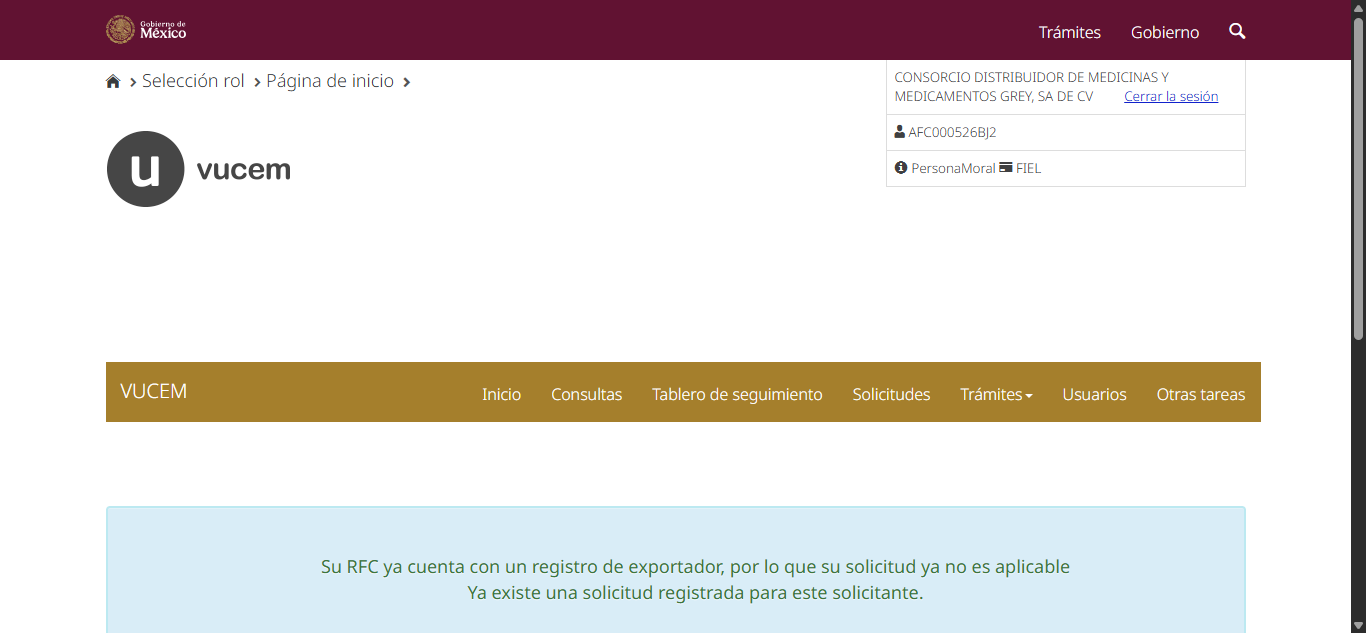 Gobierno de
México
Trámites
Gobierno
Selección rol
Página de inicio
CONSORCIO DISTRIBUIDOR DE MEDICINAS Y
MEDICAMENTOS GREY, SA DE CV Cerrar la sesión
AFC000526BJ2
PersonaMoral FIEL
u vucem
VUCEM
Inicio
Consultas
Tablero de seguimiento
Solicitudes
Trámites
Usuarios
Otras tareas
Su RFC ya cuenta con un registro de exportador, por lo que su solicitud ya no es aplicable
Ya existe una solicitud registrada para este solicitante.